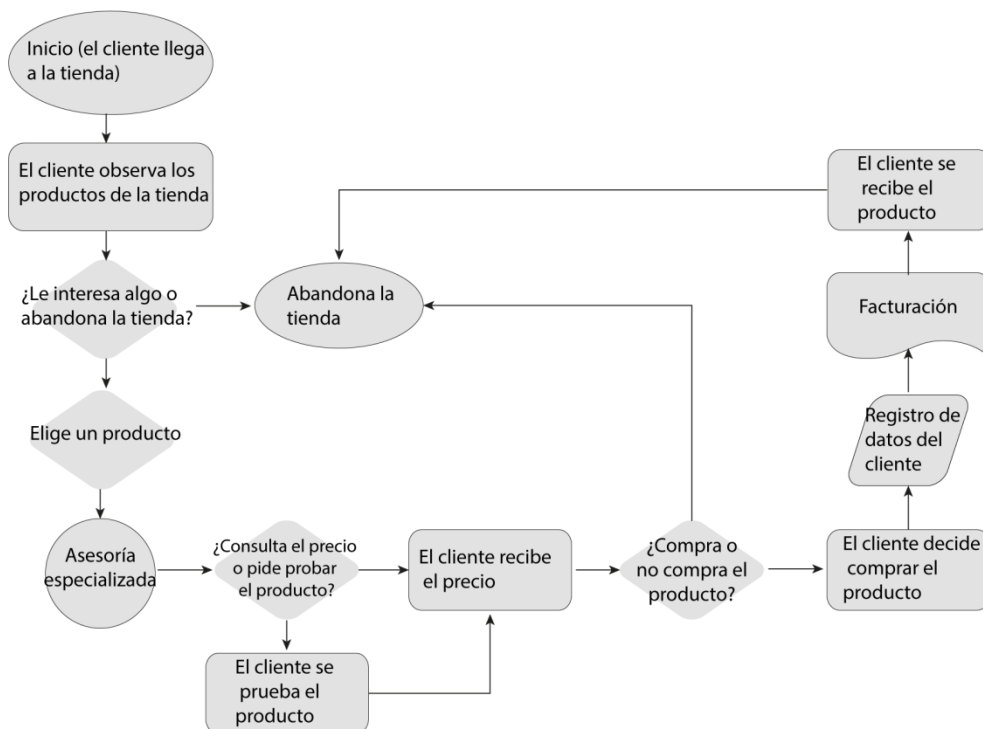 Inicio (el cliente llega
a la tienda)
El cliente observa los
productos de la tienda
¿Le interesa algo o
abandona la tienda?
Abandona la
tienda
Elige un producto
Asesoría
especializada
¿Consulta el precio
o pide probar
el producto?
El cliente se
prueba el
producto
El cliente recibe
el precio
¿Compra o
no compra el
producto?
El cliente decide
comprar el
producto
Registro de
datos del
cliente
Facturación
El cliente se
recibe el
producto